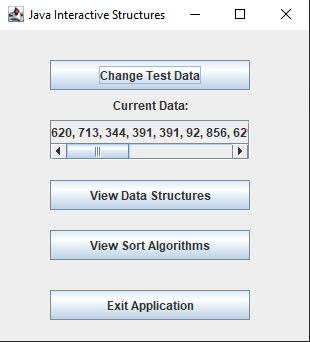 Java Interactive Structures
Change Test Data
Current Data:
620, 713, 344, 391, 391, 92, 856, 62
View Data Structures
View Sort Algorithms
Exit Application